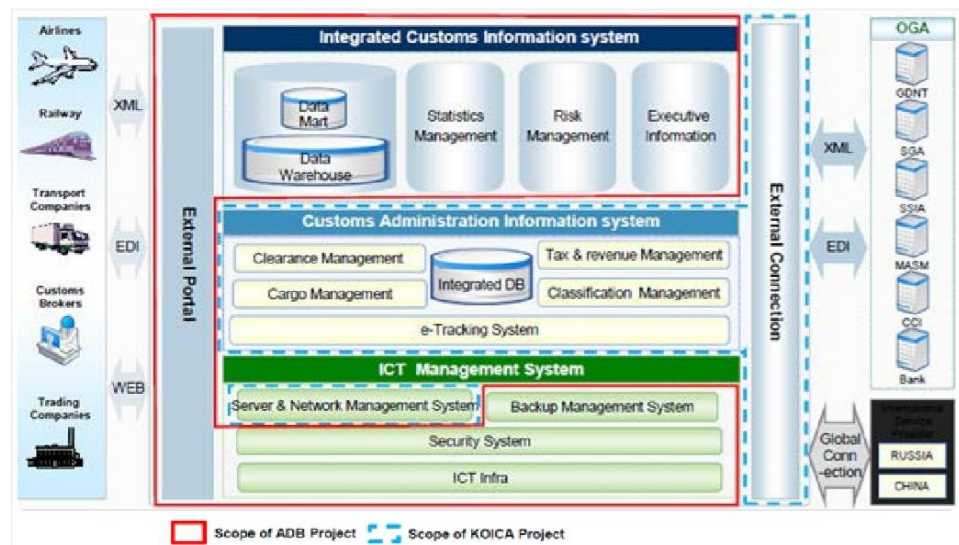 Airlines
Railway
Transport
Companies
Customs
Brokers
Trading
Companies
XML
EDI
WEB
External Portal
Integrated Customs Information system
Data
Mart
Data
Warehouse
Statistics
Management
Risk
Management
Executive
Information
Customs Administration Information system
Clearance Management
Cargo Management
Integrated DB
Tax & revenue Management
Classification Management
e-Tracking System
ICT Management System
Server & Network Management System
Backup Management System
Security System
ICT Infra
External Connection
XML
EDI
Global
Conn
-ection
OGA
GDNT
SGA
SSIA
MASM
CCI
Bank
International
Service
Provider
RUSSIA
CHINA
Scope of ADB Project
Scope of KOICA Project